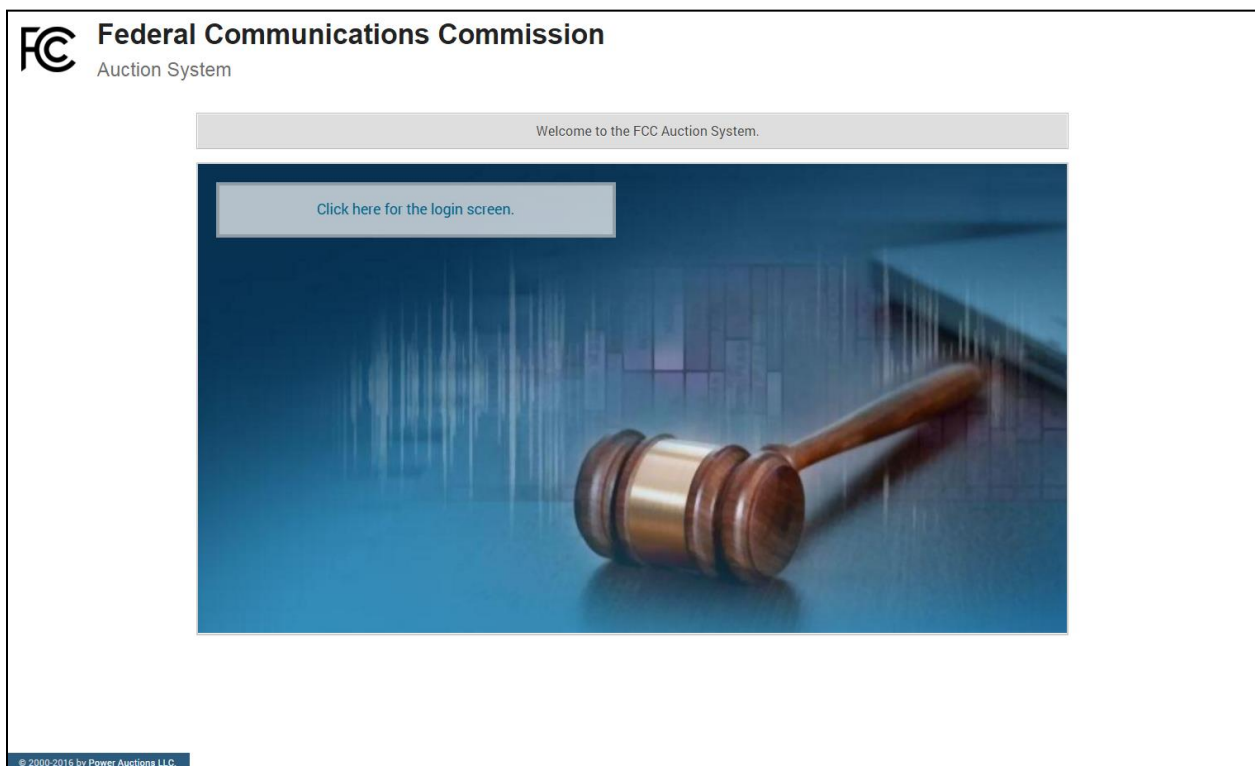 FCC
Federal Communications Commission
Auction System
Welcome to the FCC Auction System.
Click here for the login screen.
© 2000-2016 by Power Auctions LLC.